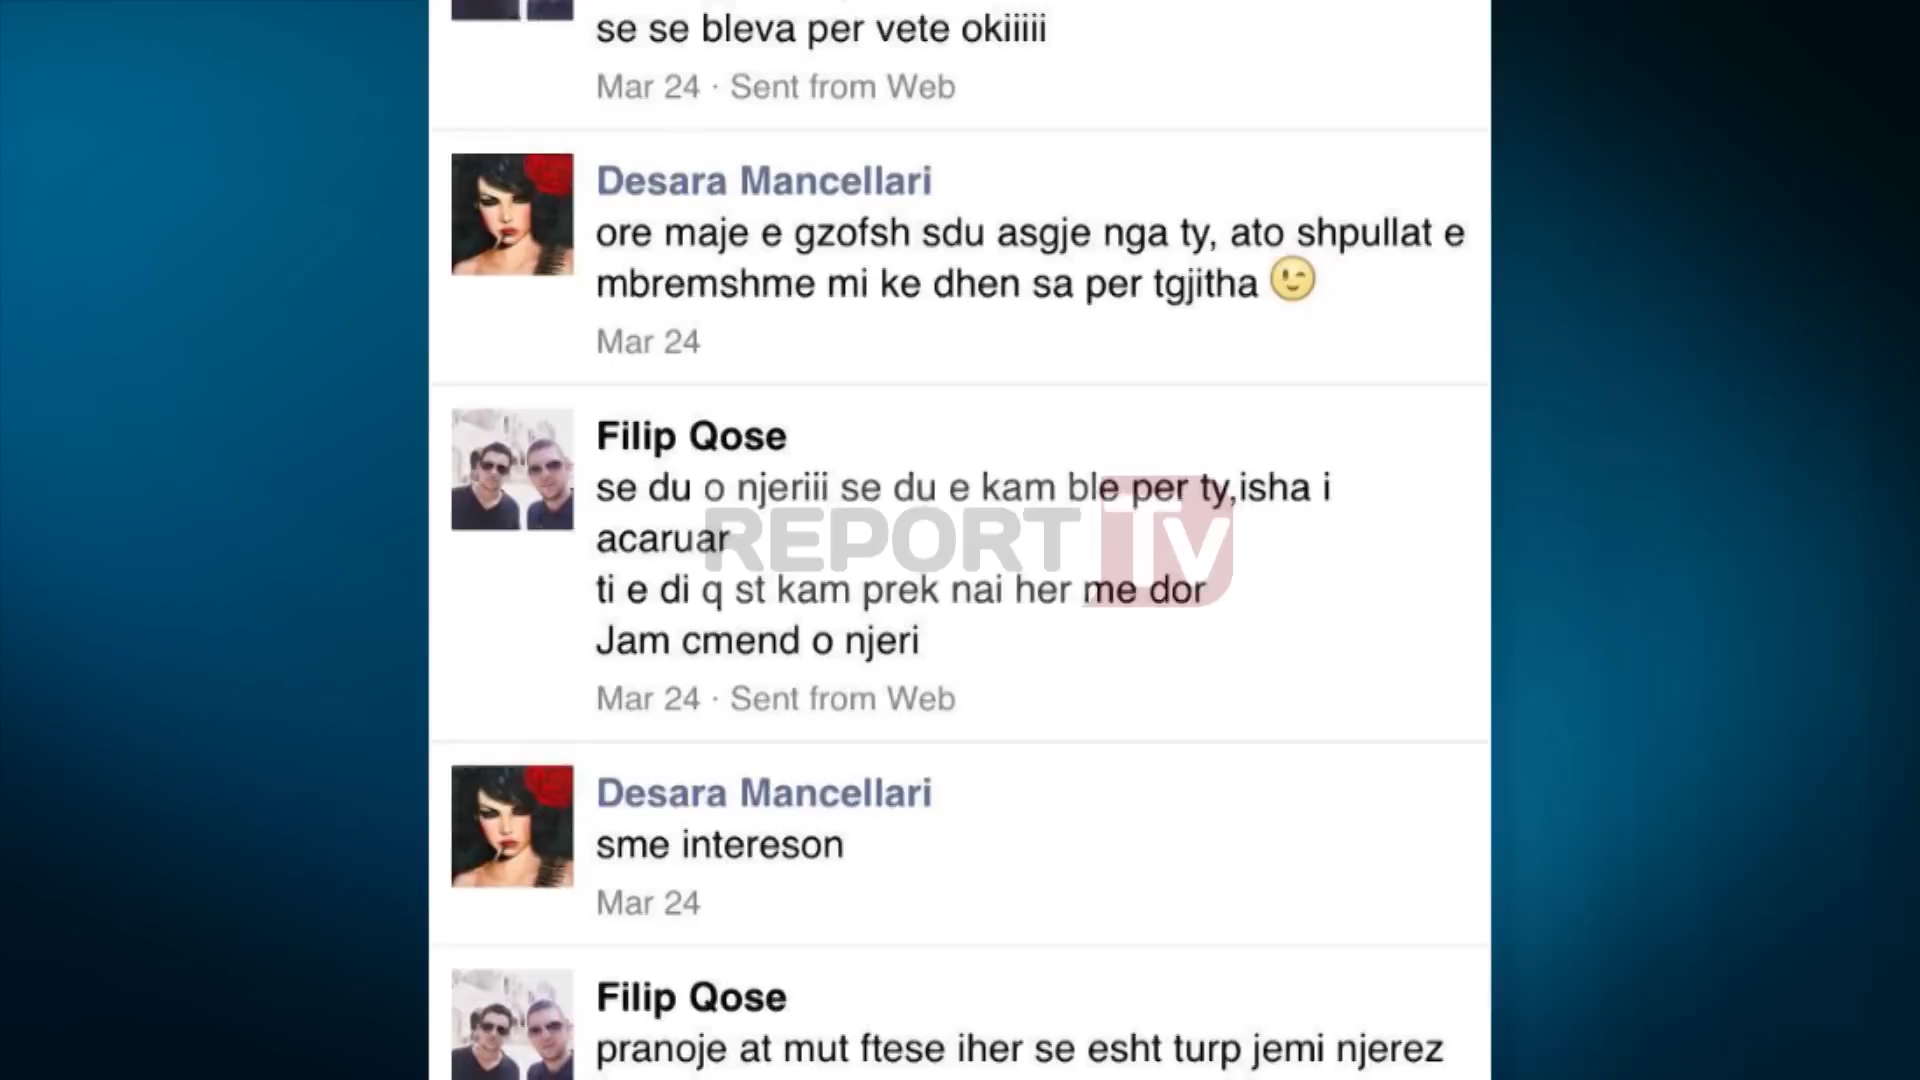 se se bleva per vete okiiiii
Mar 24 · Sent from Web
Desara Mancellari
ore maje e gzofsh sdu asgje nga ty, ato shpullat e
mbremshme mi ke dhen sa per tgjitha 😉
Mar 24
Filip Qose
se du o njeriii se du e kam ble per ty,isha i
acaruar
REPORT Tv
ti e di q st kam prek nai her me dor
Jam cmend o njeri
Mar 24 · Sent from Web
Desara Mancellari
sme intereson
Mar 24
Filip Qose
pranoje at mut ftese iher se esht turp jemi njerez